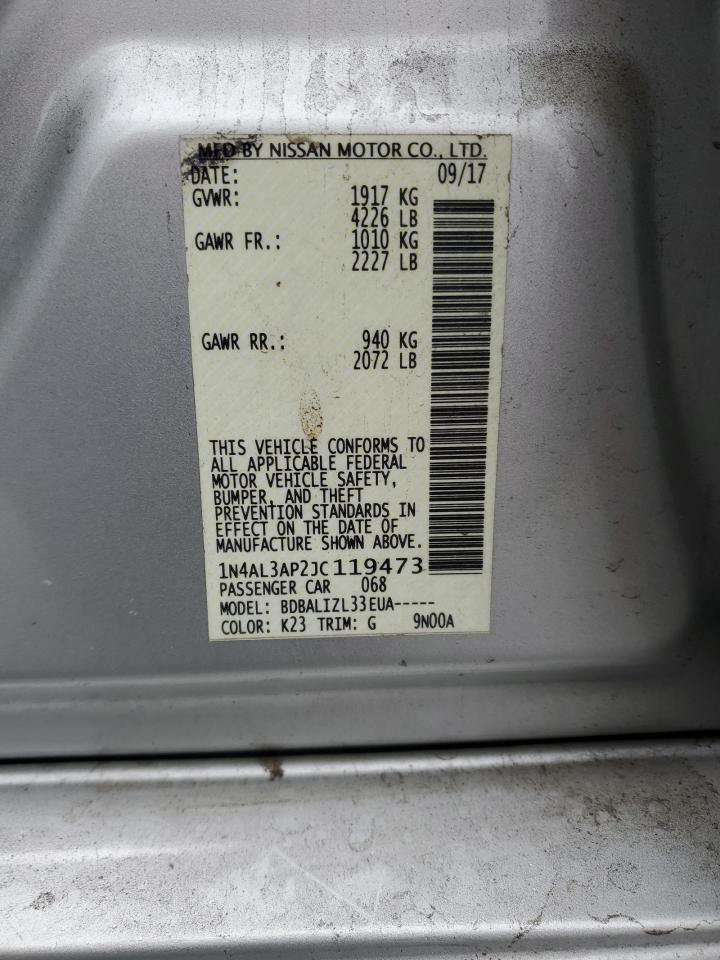 MFD BY NISSAN MOTOR CO., LTD.
DATE: 09/17
GVWR: 1917 KG
4226 LB
GAWR FR.: 1010 KG
2227 LB
GAWR RR.: 940 KG
2072 LB
THIS VEHICLE CONFORMS TO
ALL APPLICABLE FEDERAL
MOTOR VEHICLE SAFETY,
BUMPER, AND THEFT
PREVENTION STANDARDS IN
EFFECT ON THE DATE OF
MANUFACTURE SHOWN ABOVE.
1N4AL3AP2JC119473
PASSENGER CAR 068
MODEL: BDBALIZL33EUA-----
COLOR: K23 TRIM: G 9N00A